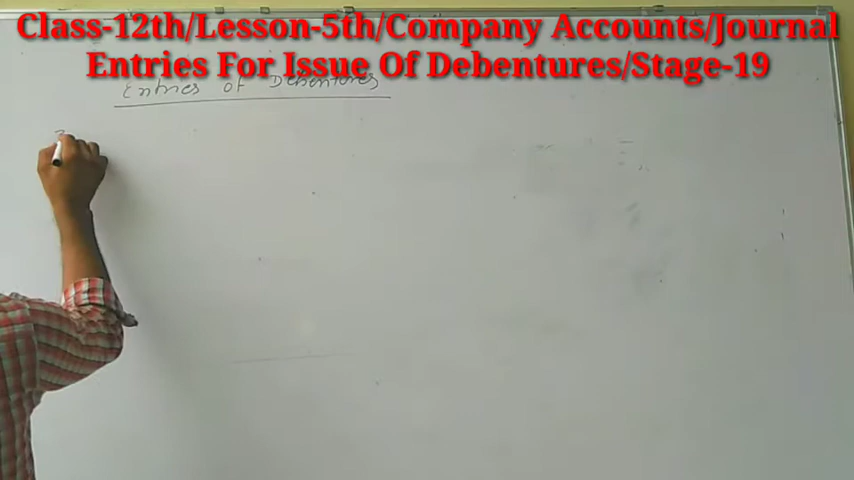 Class-12th/Lesson-5th/Company Accounts/Journal
Entries For Issue Of Debentures/Stage-19
Entries of Debentures